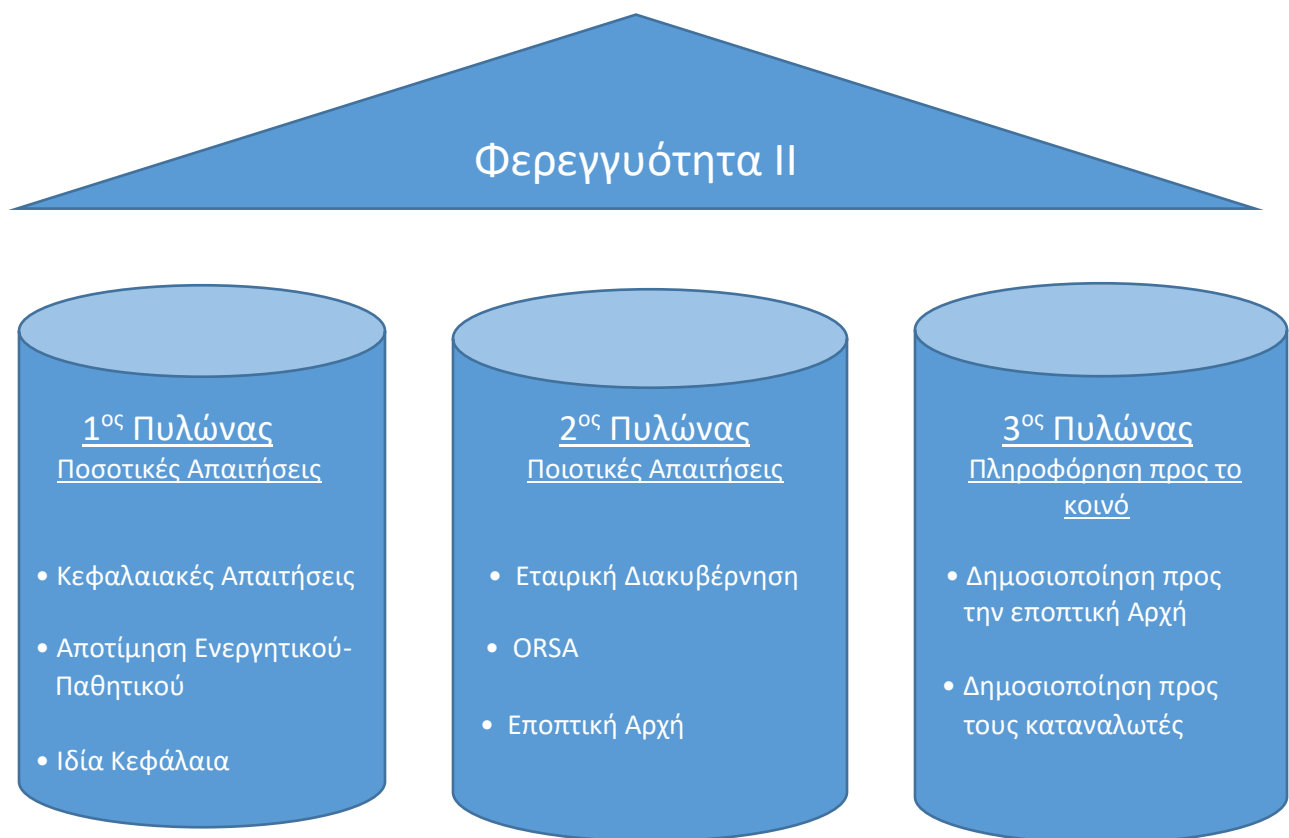 Φερεγγυότητα ΙΙ
1ος Πυλώνας
Ποσοτικές Απαιτήσεις
• Κεφαλαιακές Απαιτήσεις
• Αποτίμηση Ενεργητικού-
Παθητικού
• Ιδία Κεφάλαια
2ος Πυλώνας
Ποιοτικές Απαιτήσεις
• Εταιρική Διακυβέρνηση
• ORSA
• Εποπτική Αρχή
3ος Πυλώνας
Πληροφόρηση προς το
κοινό
• Δημοσιοποίηση προς
την εποπτική Αρχή
• Δημοσιοποίηση προς
τους καταναλωτές